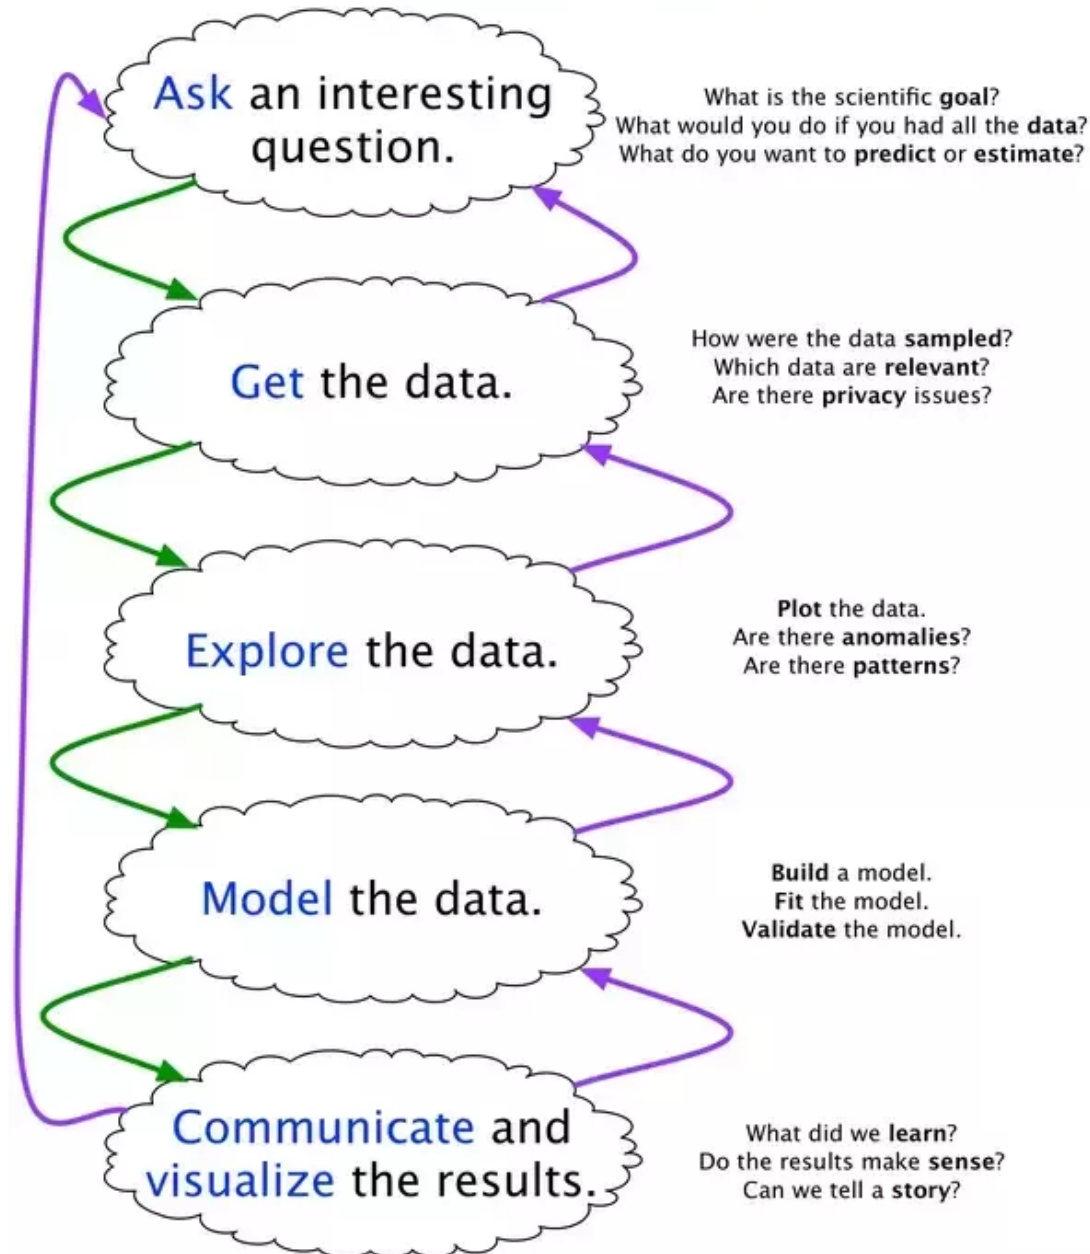 Ask an interesting
question.
What is the scientific goal?
What would you do if you had all the data?
What do you want to predict or estimate?
Get the data.
How were the data sampled?
Which data are relevant?
Are there privacy issues?
Explore the data.
Plot the data.
Are there anomalies?
Are there patterns?
Model the data.
Build a model.
Fit the model.
Validate the model.
Communicate and
visualize the results.
What did we learn?
Do the results make sense?
Can we tell a story?